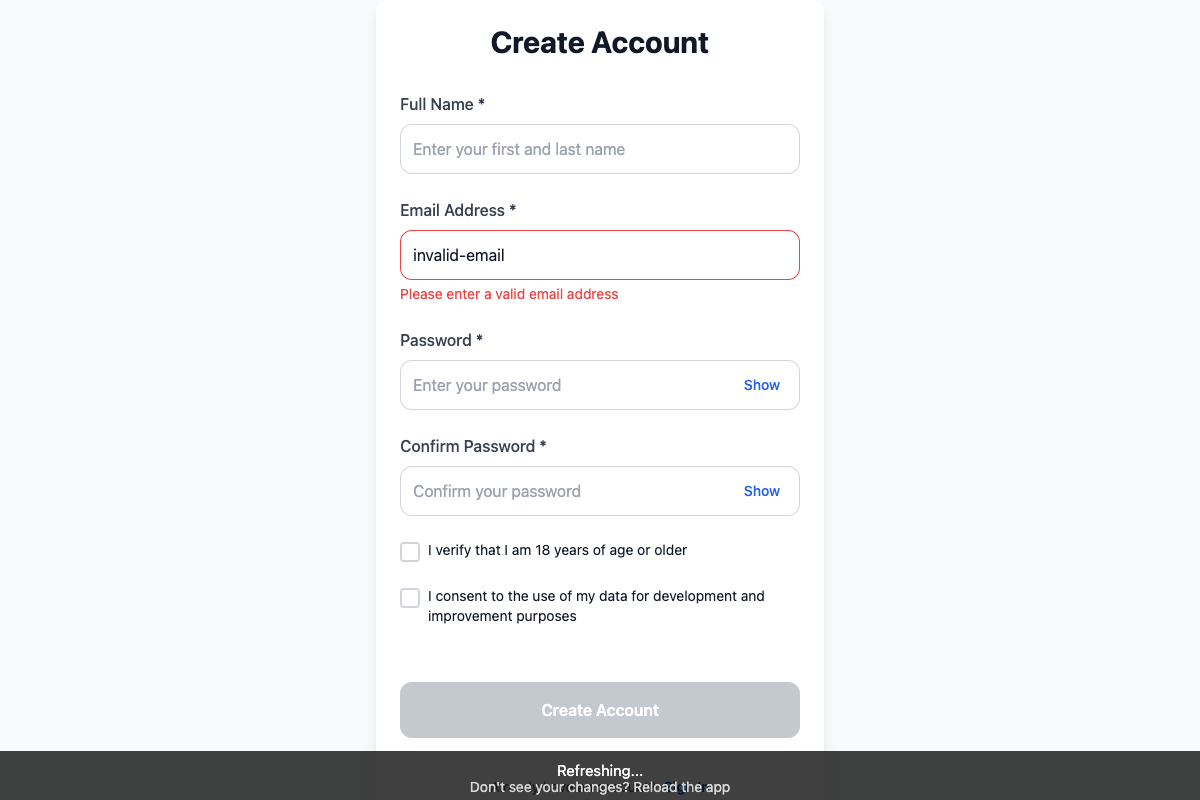 Create Account
Full Name *
Enter your first and last name
Email Address *
invalid-email
Please enter a valid email address
Password *
Enter your password
Show
Confirm Password *
Confirm your password
Show
I verify that I am 18 years of age or older
I consent to the use of my data for development and
improvement purposes
Create Account
Refreshing...
Don't see your changes? Reload the app